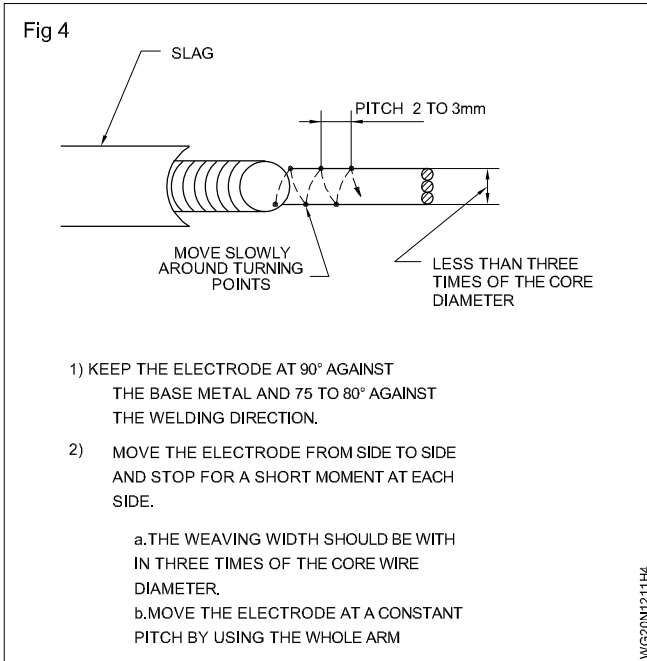 Fig 4
SLAG
PITCH 2 TO 3mm
MOVE SLOWLY
AROUND TURNING
POINTS
LESS THAN THREE
TIMES OF THE CORE
DIAMETER
1) KEEP THE ELECTRODE AT 90° AGAINST
THE BASE METAL AND 75 TO 80° AGAINST
THE WELDING DIRECTION.
2) MOVE THE ELECTRODE FROM SIDE TO SIDE
AND STOP FOR A SHORT MOMENT AT EACH
SIDE.
a.THE WEAVING WIDTH SHOULD BE WITH
IN THREE TIMES OF THE CORE WIRE
DIAMETER.
b.MOVE THE ELECTRODE AT A CONSTANT
PITCH BY USING THE WHOLE ARM
WG20N1211H4